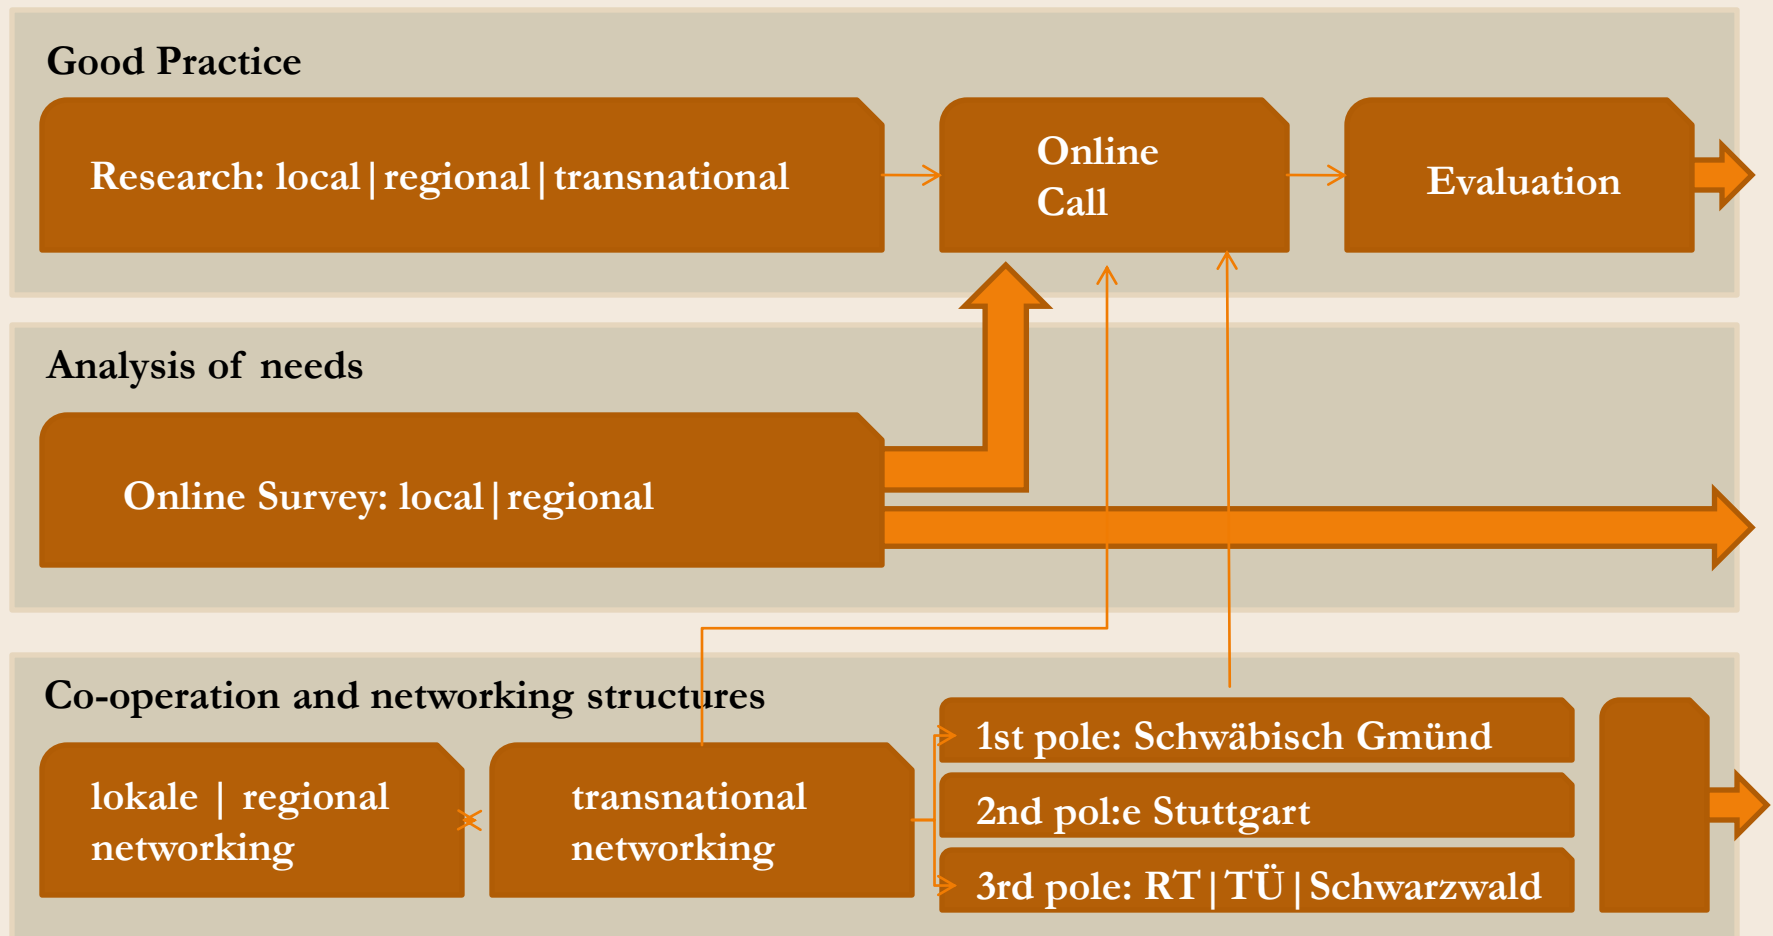 Good Practice
Research: local|regional|transnational
Online
Call
Evaluation
Analysis of needs
Online Survey: local|regional
Co-operation and networking structures
lokale | regional
networking
transnational
networking
1st pole: Schwäbisch Gmünd
2nd pol:e Stuttgart
3rd pole: RT|TÜ|Schwarzwald